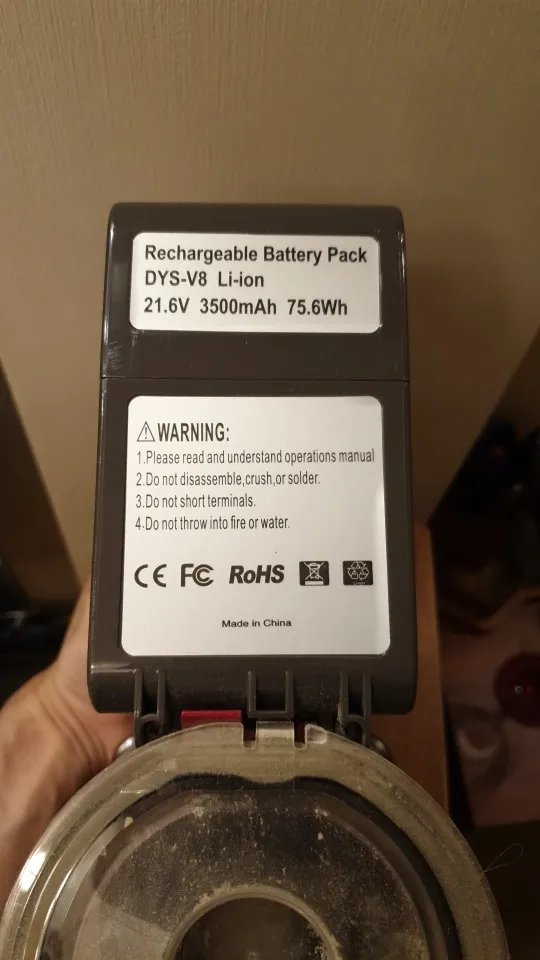 Rechargeable Battery Pack
DYS-V8 Li-ion
21.6V 3500mAh 75.6Wh
⚠WARNING:
1.Please read and understand operations manual
2.Do not disassemble,crush,or solder.
3.Do not short terminals.
4.Do not throw into fire or water.
CE FC RoHS
Made in China